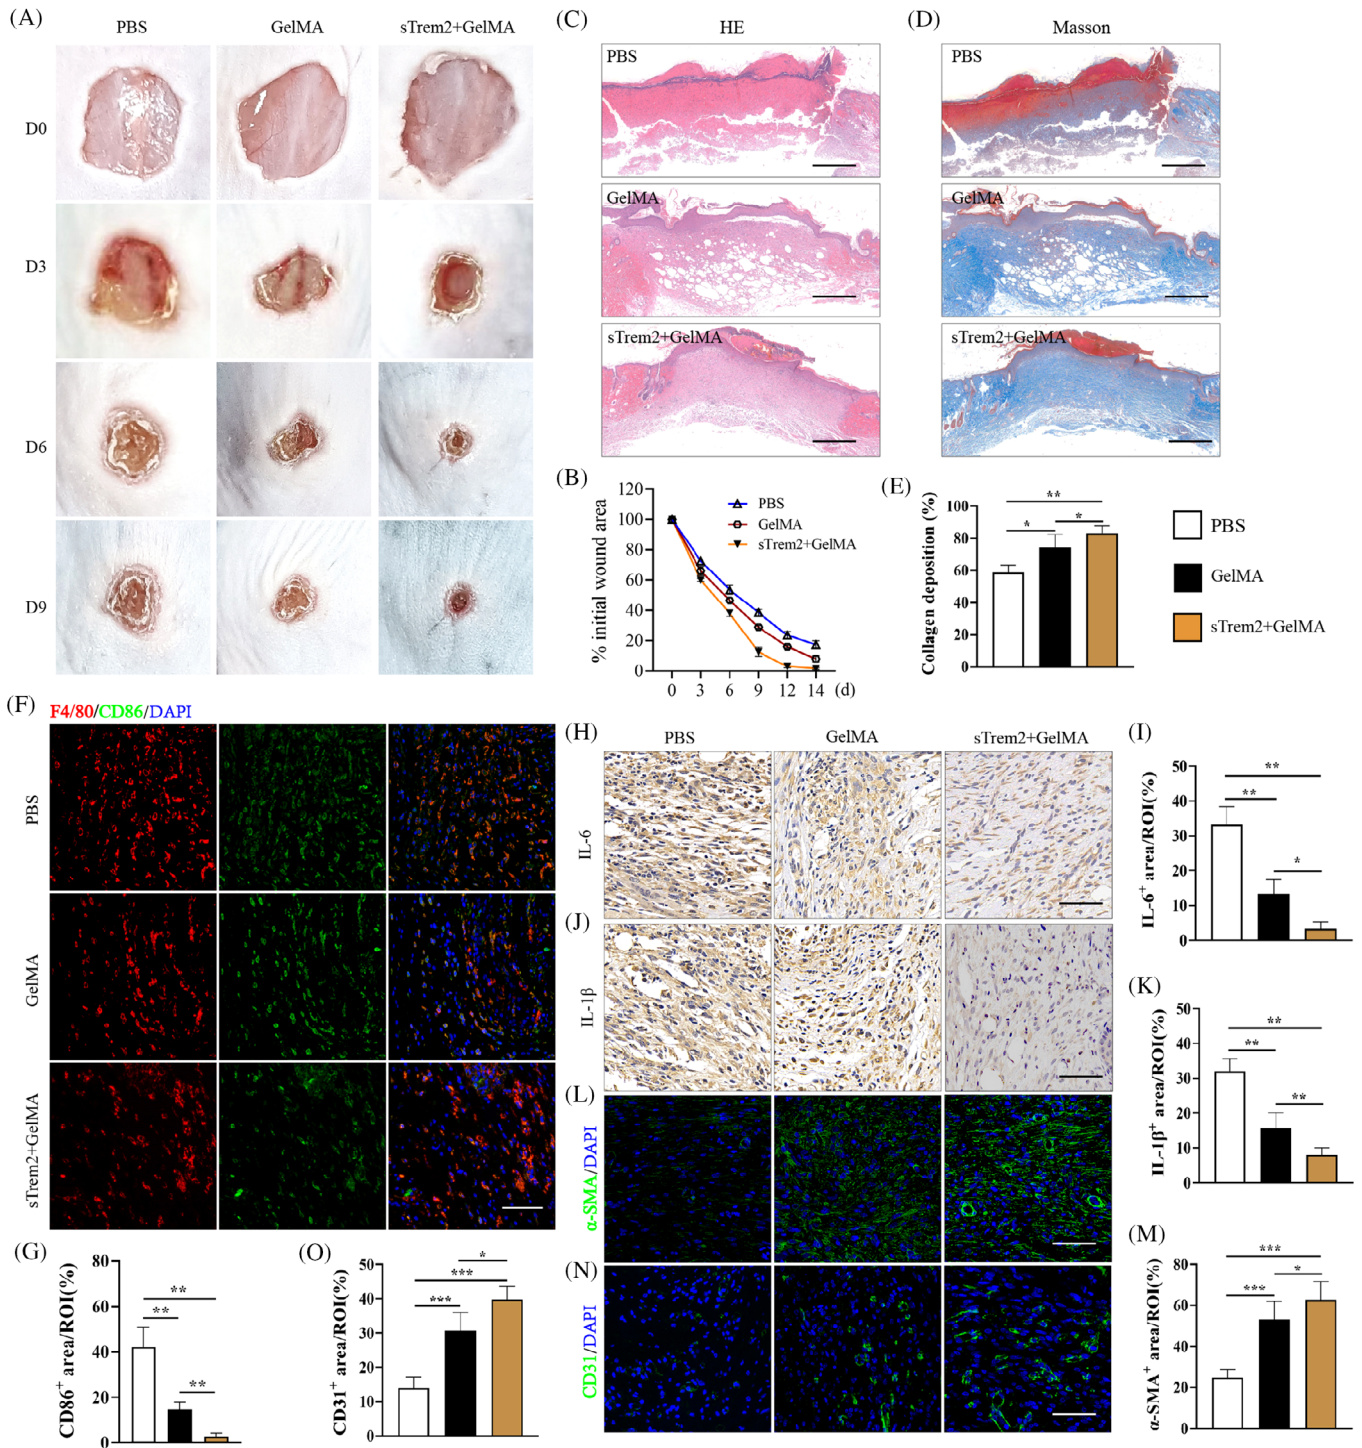 (A)
PBS
GelMA
sTrem2+GelMA
D0
D3
D6
D9
(B)
% initial wound area
120
100
80
60
40
20
0
0 3 6 9 12 14 (d)
PBS
GelMA
sTrem2+GelMA
(C)
HE
PBS
GelMA
sTrem2+GelMA
(D)
Masson
PBS
GelMA
sTrem2+GelMA
(E)
Collagen deposition (%)
100
80
60
40
20
0
**
*
*
PBS
GelMA
sTrem2+GelMA
(F)
F4/80/CD86/DAPI
PBS
GelMA
sTrem2+GelMA
(G)
CD86⁺ area/ROI(%)
80
60
40
20
0
**
**
**
(O)
CD31⁺ area/ROI(%)
50
40
30
20
10
0
*
***
***
(H)
PBS
GelMA
sTrem2+GelMA
IL-6
(I)
IL-6⁺ area/ROI(%)
50
40
30
20
10
0
**
**
*
(J)
IL-1β
(K)
IL-1β⁺ area/ROI(%)
50
40
30
20
10
0
**
**
**
(L)
α-SMA/DAPI
(M)
α-SMA⁺ area/ROI(%)
80
60
40
20
0
***
***
*
(N)
CD31/DAPI